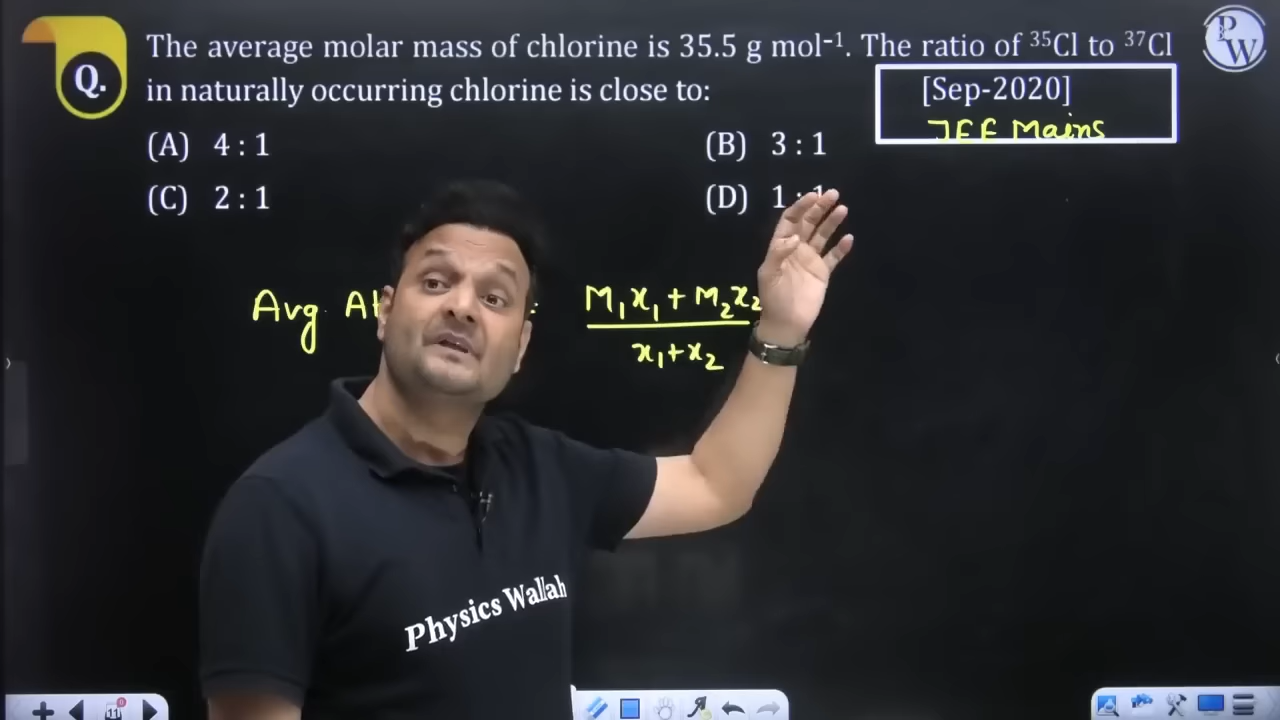 Q.
The average molar mass of chlorine is 35.5 g mol⁻¹. The ratio of ³⁵Cl to ³⁷Cl
in naturally occurring chlorine is close to:
[Sep-2020]
JEE Mains
(A) 4 : 1
(B) 3 : 1
(C) 2 : 1
(D) 1 : 1
Avg. At :
M₁x₁ + M₂x₂
x₁+x₂
Physics Wallah
PW
11